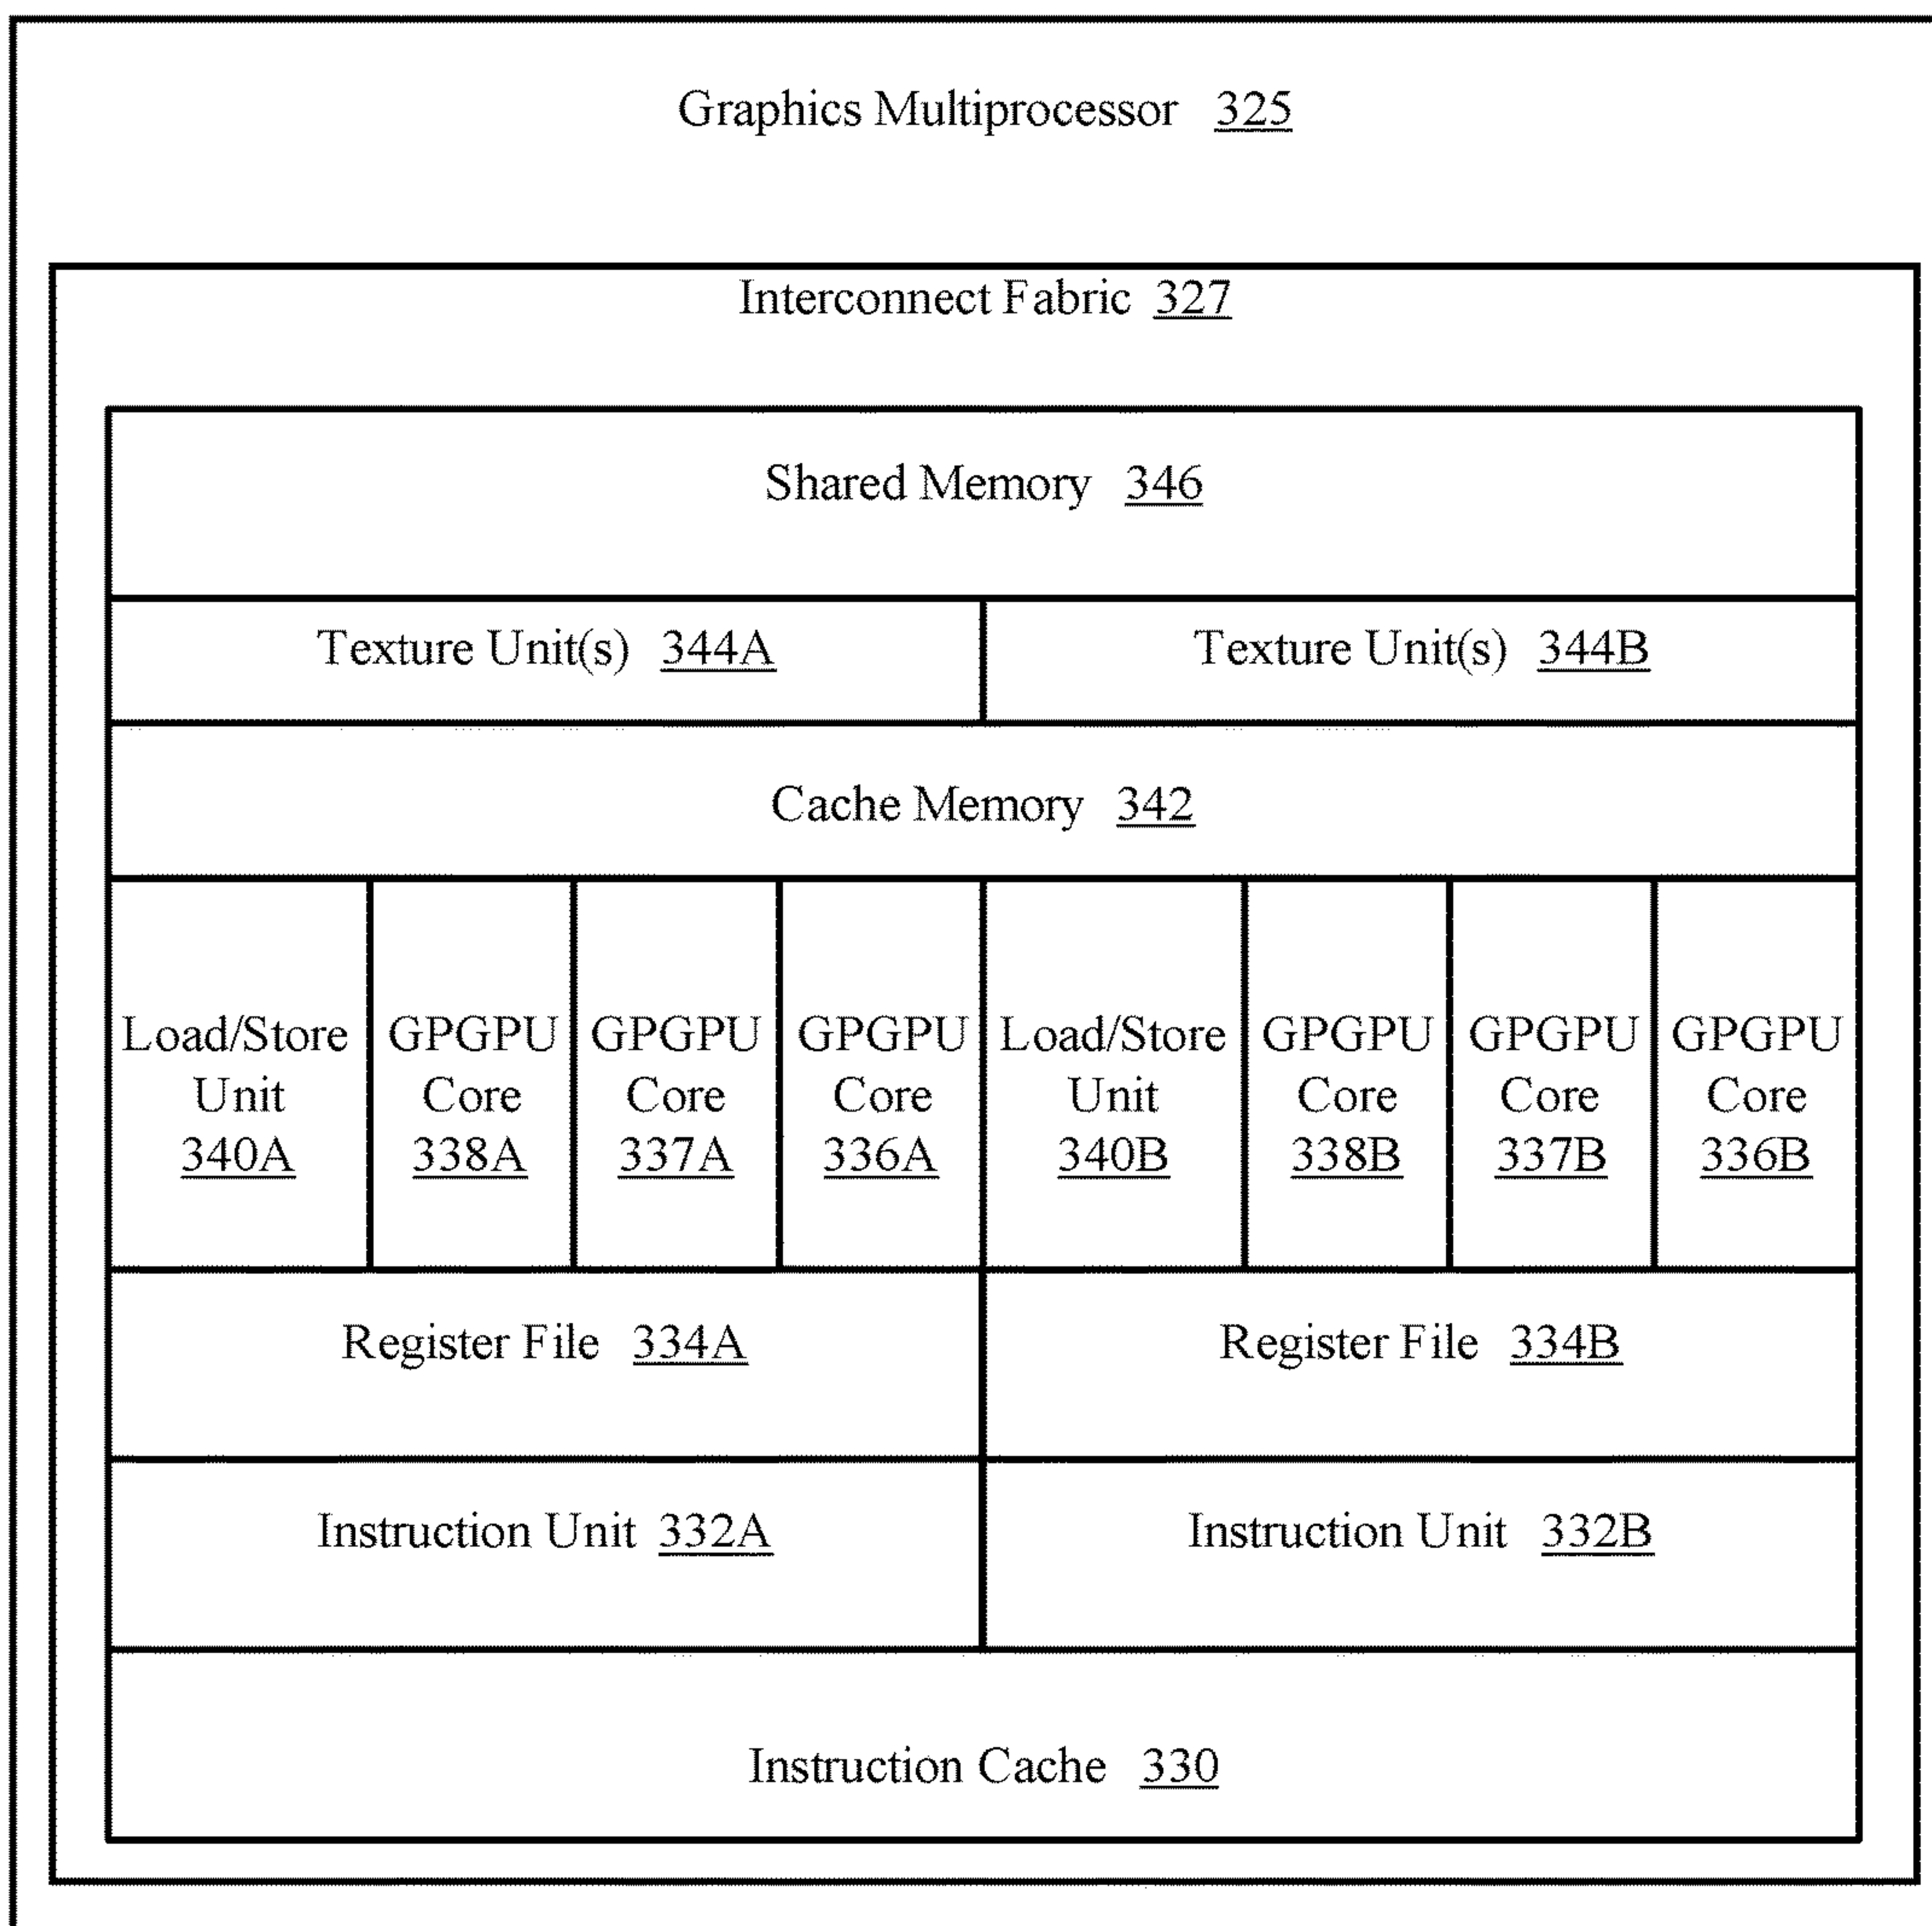 Graphics Multiprocessor 325
Interconnect Fabric 327
Shared Memory 346
Texture Unit(s) 344A
Texture Unit(s) 344B
Cache Memory 342
Load/Store
Unit
340A
GPGPU
Core
338A
GPGPU
Core
337A
GPGPU
Core
336A
Load/Store
Unit
340B
GPGPU
Core
338B
GPGPU
Core
337B
GPGPU
Core
336B
Register File 334A
Register File 334B
Instruction Unit 332A
Instruction Unit 332B
Instruction Cache 330